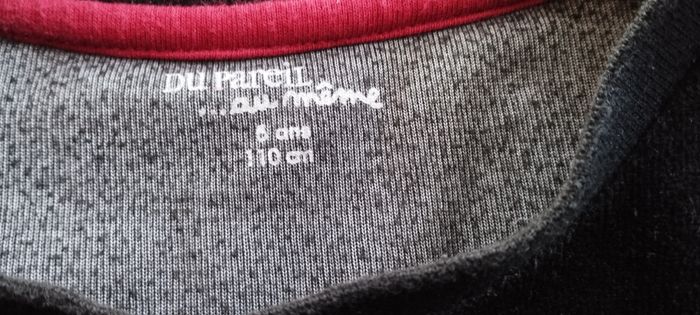 DU PAREIL
...au même
5 ans
110 cm